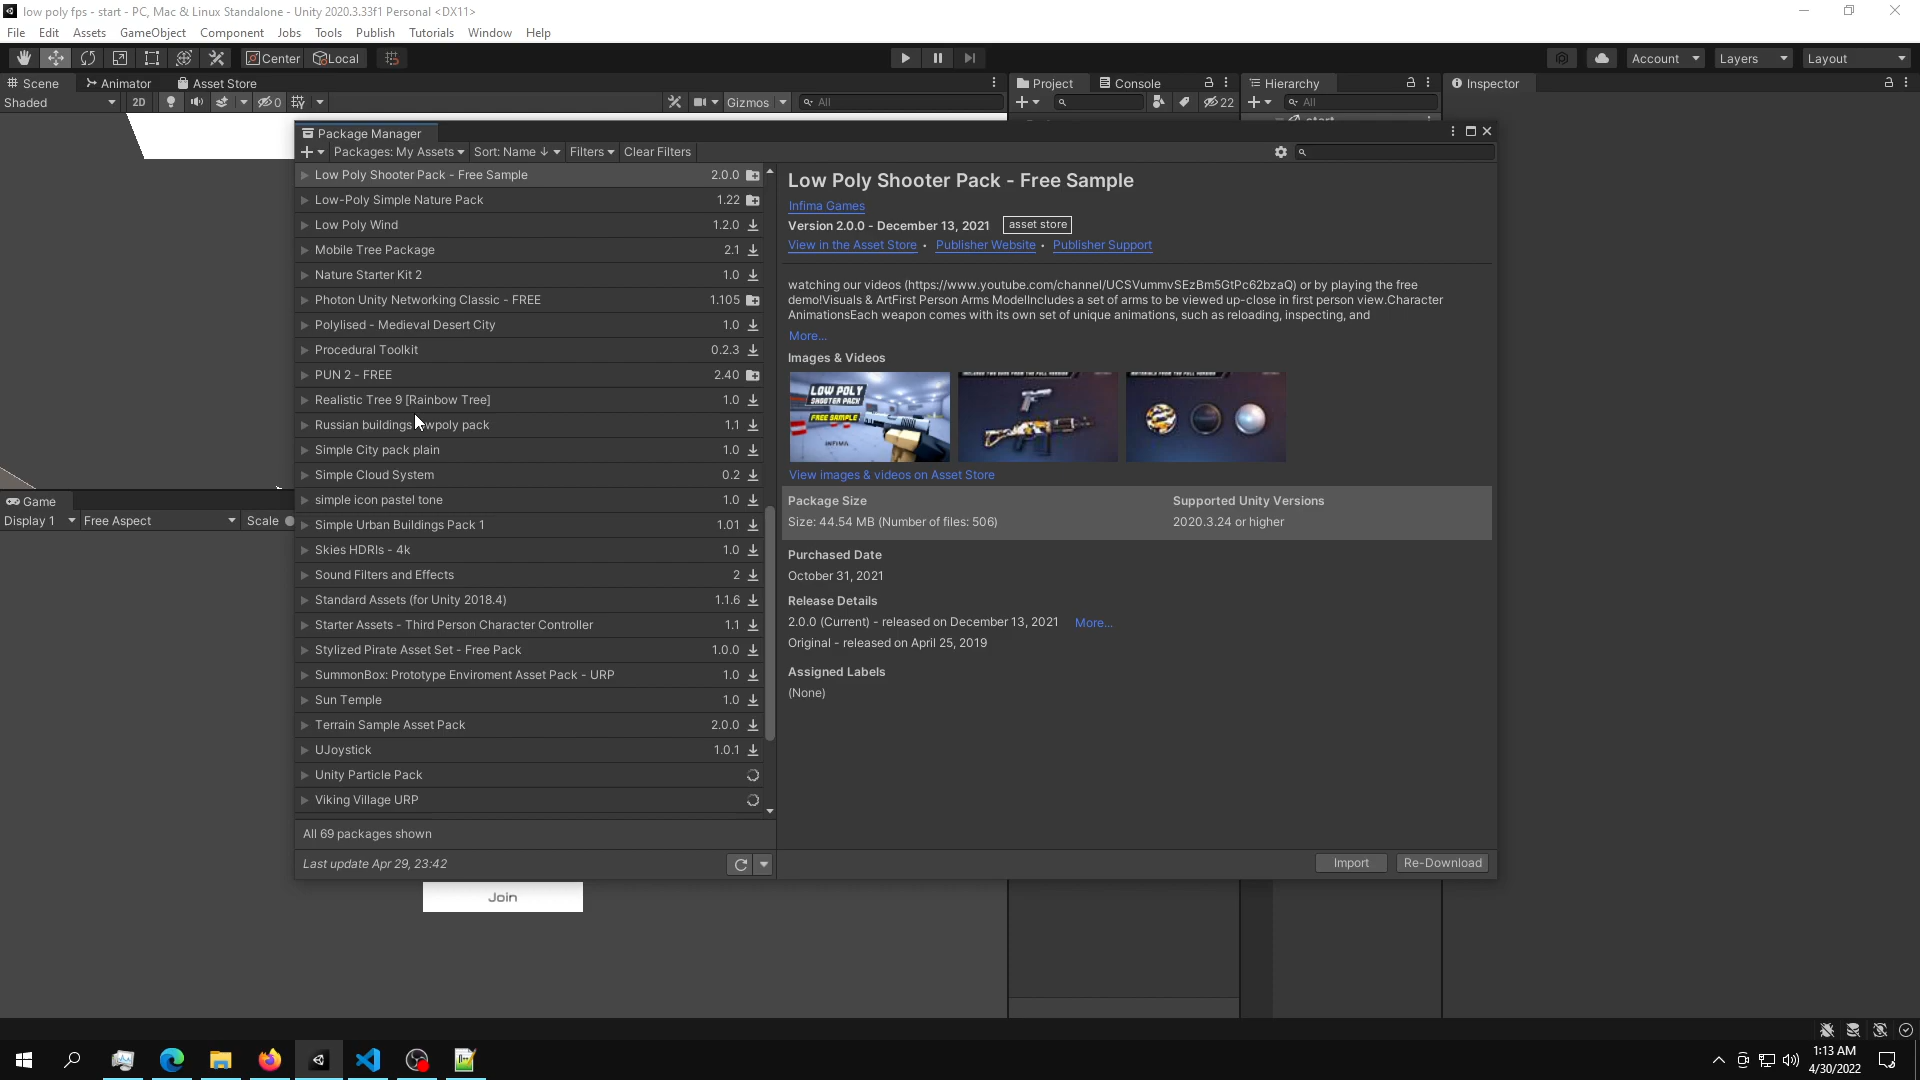 low poly fps - start - PC, Mac & Linux Standalone - Unity 2020.3.33f1 Personal <DX11>
File Edit Assets GameObject Component Jobs Tools Publish Tutorials Window Help
Center Local Account Layers Layout
Scene Animator Asset Store Project Console Hierarchy Inspector
Shaded 2D 0 Gizmos All 22 All
start
Package Manager
Packages: My Assets Sort: Name ↓ Filters Clear Filters
Low Poly Shooter Pack - Free Sample 2.0.0
Low-Poly Simple Nature Pack 1.22
Low Poly Wind 1.2.0
Mobile Tree Package 2.1
Nature Starter Kit 2 1.0
Photon Unity Networking Classic - FREE 1.105
Polylised - Medieval Desert City 1.0
Procedural Toolkit 0.2.3
PUN 2 - FREE 2.40
Realistic Tree 9 [Rainbow Tree] 1.0
Russian buildings wpoly pack 1.1
Simple City pack plain 1.0
Simple Cloud System 0.2
simple icon pastel tone 1.0
Simple Urban Buildings Pack 1 1.01
Skies HDRIs - 4k 1.0
Sound Filters and Effects 2
Standard Assets (for Unity 2018.4) 1.1.6
Starter Assets - Third Person Character Controller 1.1
Stylized Pirate Asset Set - Free Pack 1.0.0
SummonBox: Prototype Enviroment Asset Pack - URP 1.0
Sun Temple 1.0
Terrain Sample Asset Pack 2.0.0
UJoystick 1.0.1
Unity Particle Pack
Viking Village URP
All 69 packages shown
Last update Apr 29, 23:42
Low Poly Shooter Pack - Free Sample
Infima Games
Version 2.0.0 - December 13, 2021 asset store
View in the Asset Store • Publisher Website • Publisher Support
watching our videos (https://www.youtube.com/channel/UCSVummvSEzBm5GtPc62bzaQ) or by playing the free
demo!Visuals & ArtFirst Person Arms ModelIncludes a set of arms to be viewed up-close in first person view.Character
AnimationsEach weapon comes with its own set of unique animations, such as reloading, inspecting, and
More...
Images & Videos
LOW POLY
SHOOTER PACK
FREE SAMPLE
INFIMA
View images & videos on Asset Store
Package Size Supported Unity Versions
Size: 44.54 MB (Number of files: 506) 2020.3.24 or higher
Purchased Date
October 31, 2021
Release Details
2.0.0 (Current) - released on December 13, 2021 More...
Original - released on April 25, 2019
Assigned Labels
(None)
Import Re-Download
Game
Display 1 Free Aspect Scale
Join
1:13 AM
4/30/2022